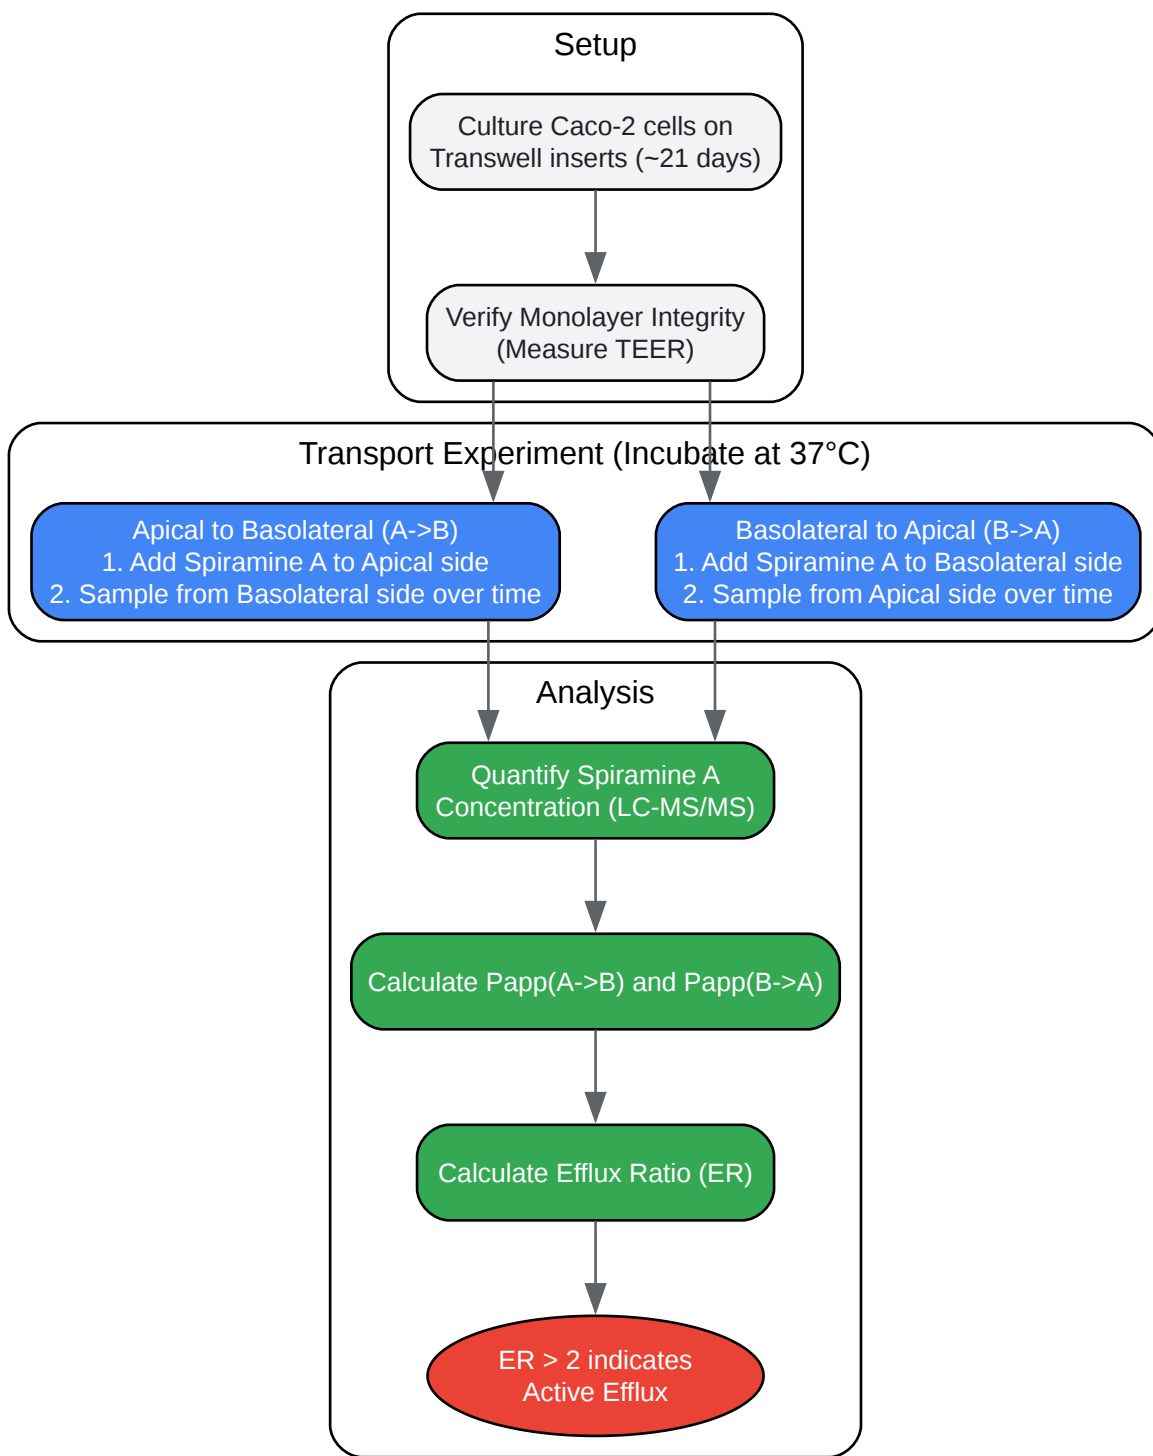 Setup
Culture Caco-2 cells on
Transwell inserts (~21 days)
Verify Monolayer Integrity
(Measure TEER)
Transport Experiment (Incubate at 37°C)
Apical to Basolateral (A->B)
1. Add Spiramine A to Apical side
2. Sample from Basolateral side over time
Basolateral to Apical (B->A)
1. Add Spiramine A to Basolateral side
2. Sample from Apical side over time
Analysis
Quantify Spiramine A
Concentration (LC-MS/MS)
Calculate Papp(A->B) and Papp(B->A)
Calculate Efflux Ratio (ER)
ER > 2 indicates
Active Efflux